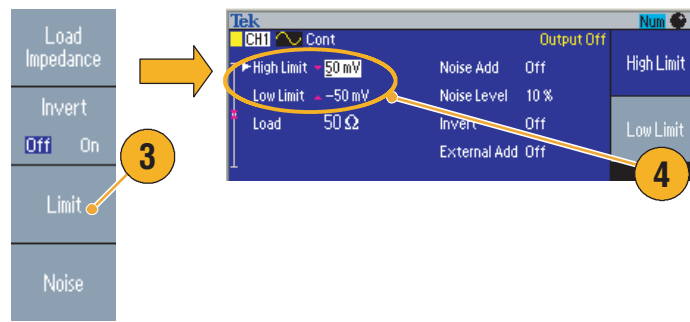 Load
Impedance
Invert
Off On
Limit
Noise
3
Tek
Num
CH1 Cont Output Off
High Limit 50 mV Noise Add Off
Low Limit −50 mV Noise Level 10 %
Load 50 Ω Invert Off
External Add Off
High Limit
Low Limit
4